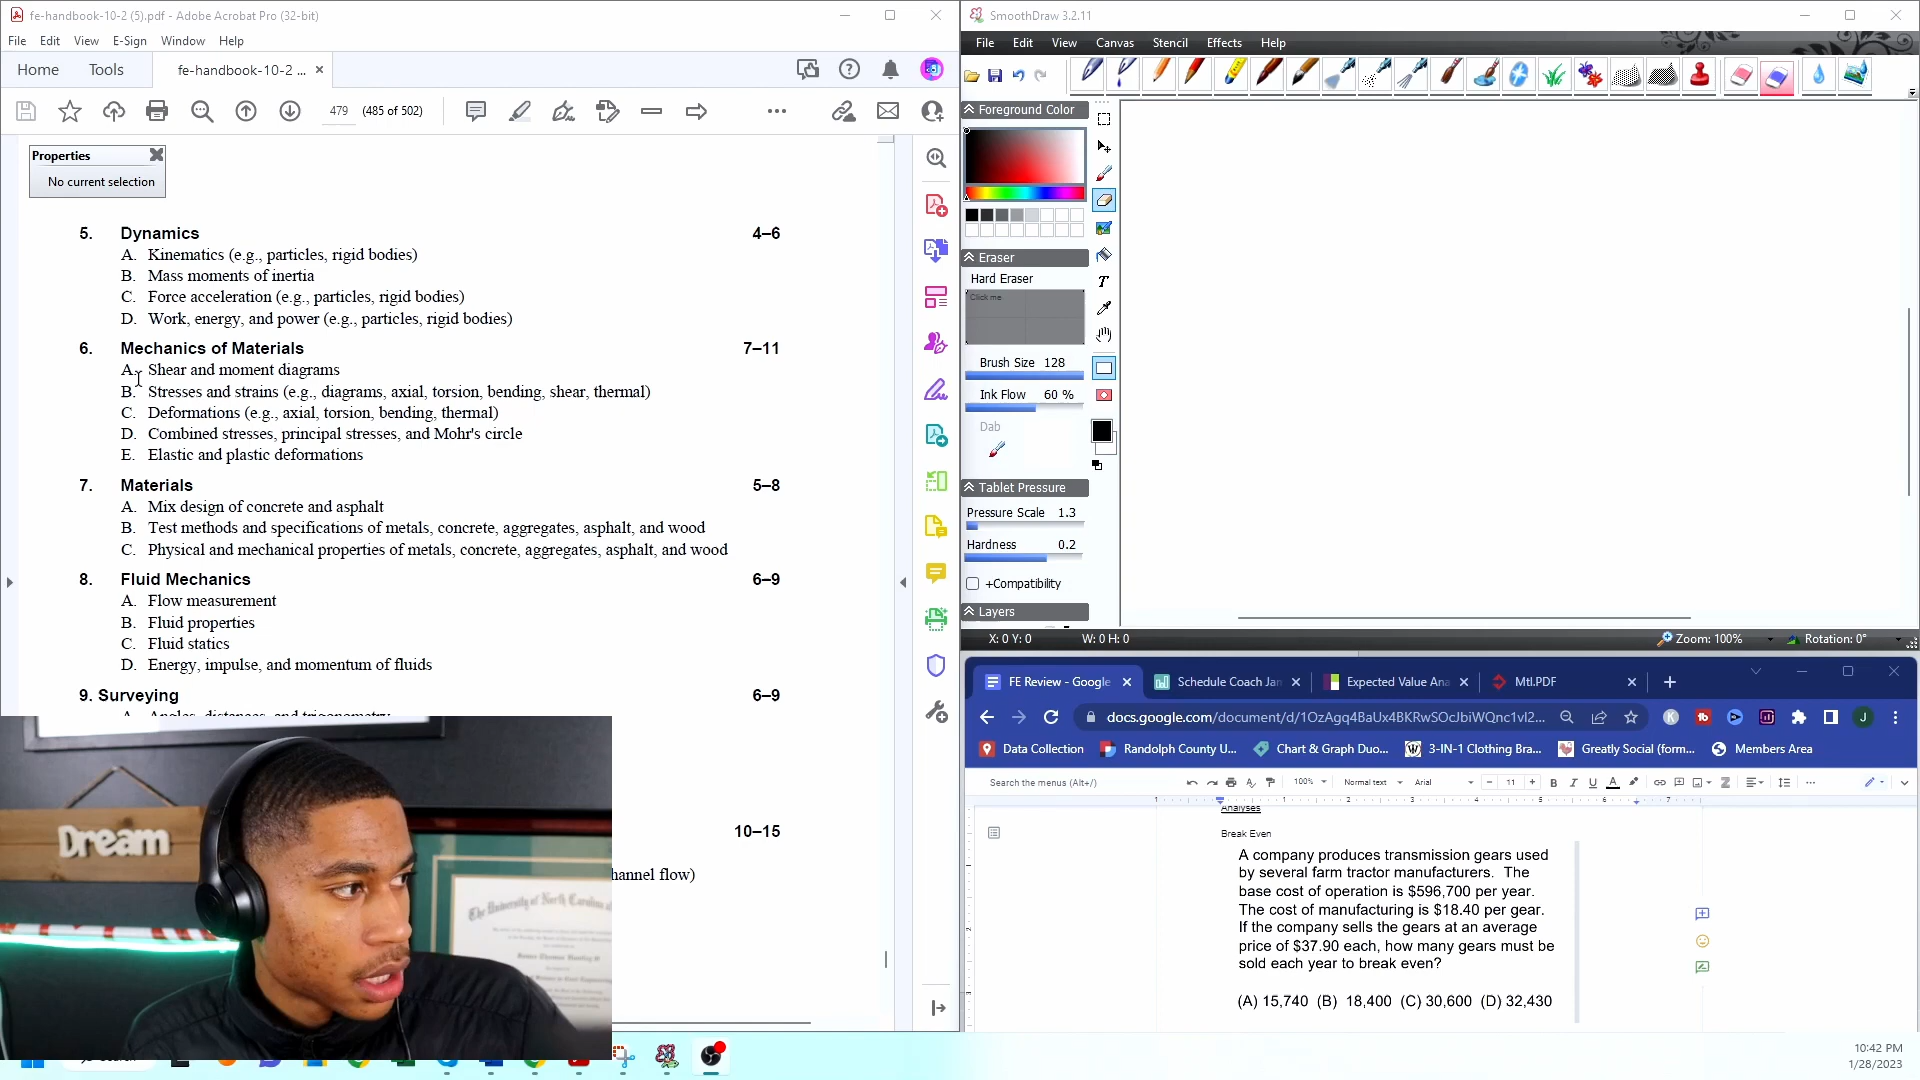 fe-handbook-10-2 (5).pdf - Adobe Acrobat Pro (32-bit)
File Edit View E-Sign Window Help
Home Tools fe-handbook-10-2 ... ×
479 (485 of 502)
Properties
No current selection
5. Dynamics 4–6
A. Kinematics (e.g., particles, rigid bodies)
B. Mass moments of inertia
C. Force acceleration (e.g., particles, rigid bodies)
D. Work, energy, and power (e.g., particles, rigid bodies)
6. Mechanics of Materials 7–11
A. Shear and moment diagrams
B. Stresses and strains (e.g., diagrams, axial, torsion, bending, shear, thermal)
C. Deformations (e.g., axial, torsion, bending, thermal)
D. Combined stresses, principal stresses, and Mohr's circle
E. Elastic and plastic deformations
7. Materials 5–8
A. Mix design of concrete and asphalt
B. Test methods and specifications of metals, concrete, aggregates, asphalt, and wood
C. Physical and mechanical properties of metals, concrete, aggregates, asphalt, and wood
8. Fluid Mechanics 6–9
A. Flow measurement
B. Fluid properties
C. Fluid statics
D. Energy, impulse, and momentum of fluids
9. Surveying 6–9
A. Angles, distances, and trigonometry
10–15
hannel flow)
Dream
The University of North Carolina
SmoothDraw 3.2.11
File Edit View Canvas Stencil Effects Help
Foreground Color
Eraser
Hard Eraser
Click me
Brush Size 128
Ink Flow 60 %
Dab
Tablet Pressure
Pressure Scale 1.3
Hardness 0.2
+Compatibility
Layers
X: 0 Y: 0 W: 0 H: 0 Zoom: 100% Rotation: 0°
FE Review - Google Schedule Coach Jan Expected Value Ana Mtl.PDF
docs.google.com/document/d/1OzAgq4BaUx4BKRwSOcJbiWQnc1vl2...
Data Collection Randolph County U... Chart & Graph Duo... 3-IN-1 Clothing Bra... Greatly Social (form... Members Area
Search the menus (Alt+/) 100% Normal text Arial 11
Analyses
Break Even
A company produces transmission gears used
by several farm tractor manufacturers. The
base cost of operation is $596,700 per year.
The cost of manufacturing is $18.40 per gear.
If the company sells the gears at an average
price of $37.90 each, how many gears must be
sold each year to break even?
(A) 15,740 (B) 18,400 (C) 30,600 (D) 32,430
10:42 PM
1/28/2023